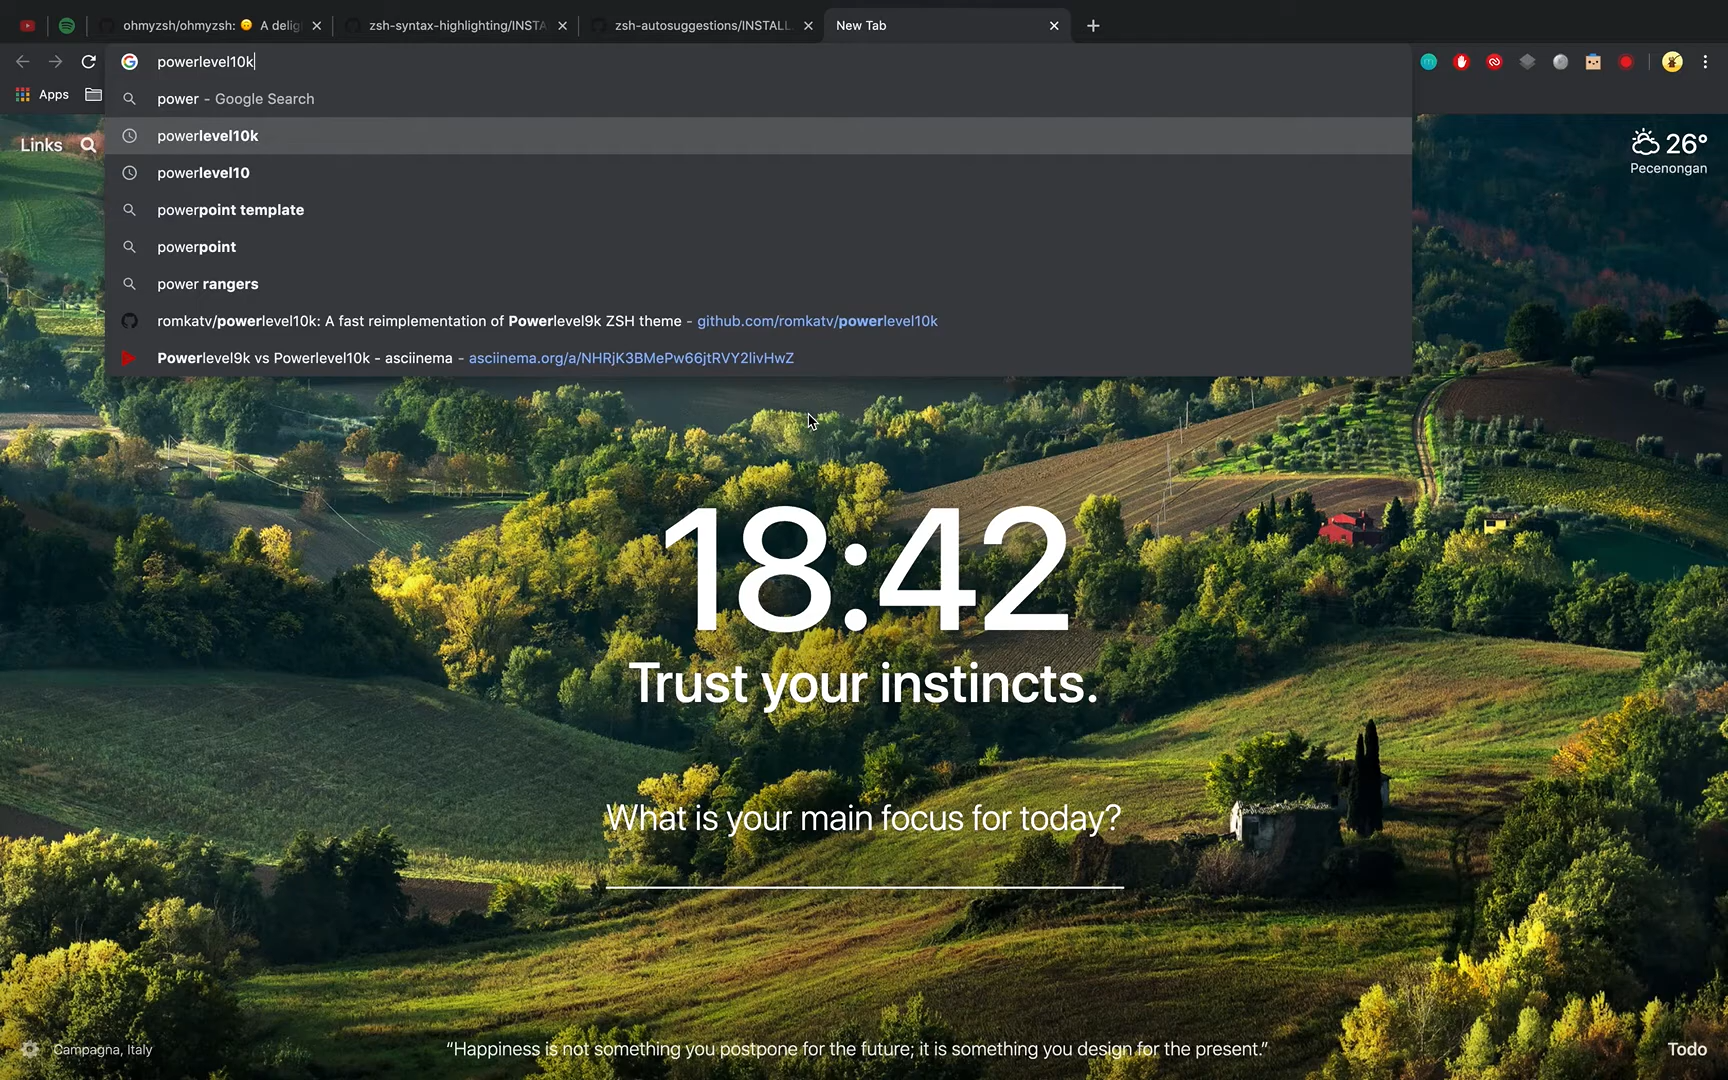 ohmyzsh/ohmyzsh: 🙃 A delig
zsh-syntax-highlighting/INSTA
zsh-autosuggestions/INSTALL.
New Tab
powerlevel10k
Apps
power - Google Search
powerlevel10k
powerlevel10
powerpoint template
powerpoint
power rangers
romkatv/powerlevel10k: A fast reimplementation of Powerlevel9k ZSH theme - github.com/romkatv/powerlevel10k
Powerlevel9k vs Powerlevel10k - asciinema - asciinema.org/a/NHRjK3BMePw66jtRVY2livHwZ
Links
26°
Pecenongan
18:42
Trust your instincts.
What is your main focus for today?
Campagna, Italy
“Happiness is not something you postpone for the future; it is something you design for the present.”
Todo